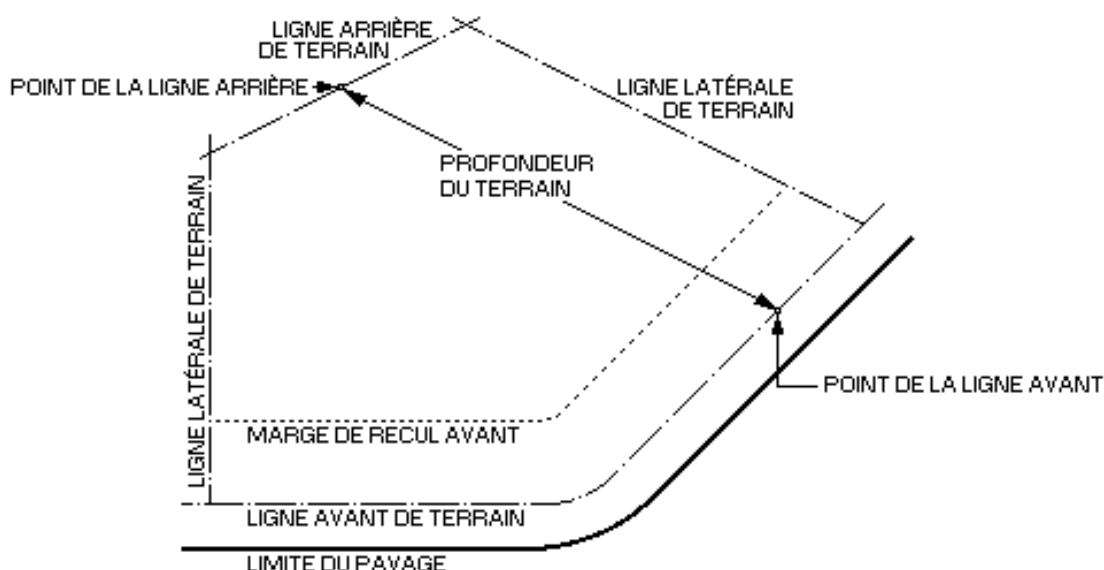 LIGNE ARRIÈRE
DE TERRAIN
POINT DE LA LIGNE ARRIÈRE
LIGNE LATÉRALE
DE TERRAIN
PROFONDEUR
DU TERRAIN
LIGNE LATÉRALE DE TERRAIN
POINT DE LA LIGNE AVANT
MARGE DE RECUL AVANT
LIGNE AVANT DE TERRAIN
LIMITE DU PAVAGE